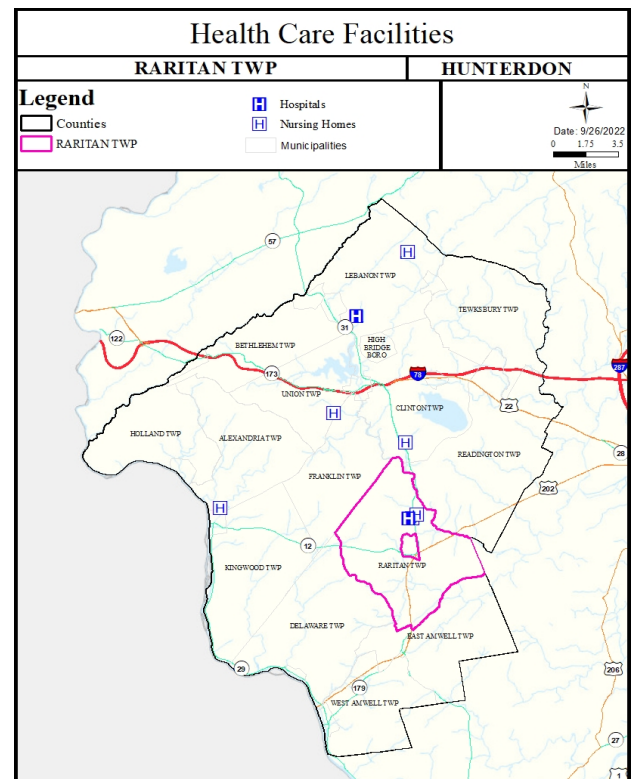 Health Care Facilities
RARITAN TWP
HUNTERDON
Legend
Counties
RARITAN TWP
H Hospitals
H Nursing Homes
Municipalities
N
Date: 9/26/2022
0 1.75 3.5
Miles
57
H
LEBANON TWP
TEWKSBURY TWP
H
31
122
BETHLEHEM TWP
HIGH
BRIDGE
BORO
173
78
287
UNION TWP
CLINTON TWP
22
H
HOLLAND TWP
ALEXANDRIA TWP
H
READINGTON TWP
28
FRANKLIN TWP
202
H
H H
12
KINGWOOD TWP
RARITAN TWP
DELAWARE TWP
EAST AMWELL TWP
29
206
179
WEST AMWELL TWP
27
1